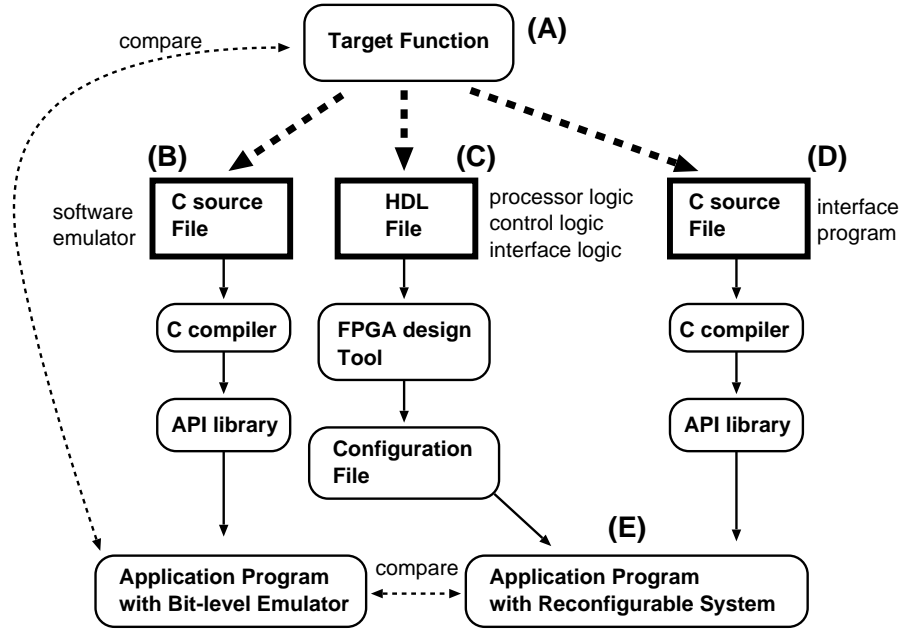 compare
Target Function
(A)
(B)
(C)
(D)
software
emulator
C source
File
HDL
File
processor logic
control logic
interface logic
C source
File
interface
program
C compiler
FPGA design
Tool
C compiler
API library
Configuration
File
API library
(E)
Application Program
with Bit-level Emulator
compare
Application Program
with Reconfigurable System